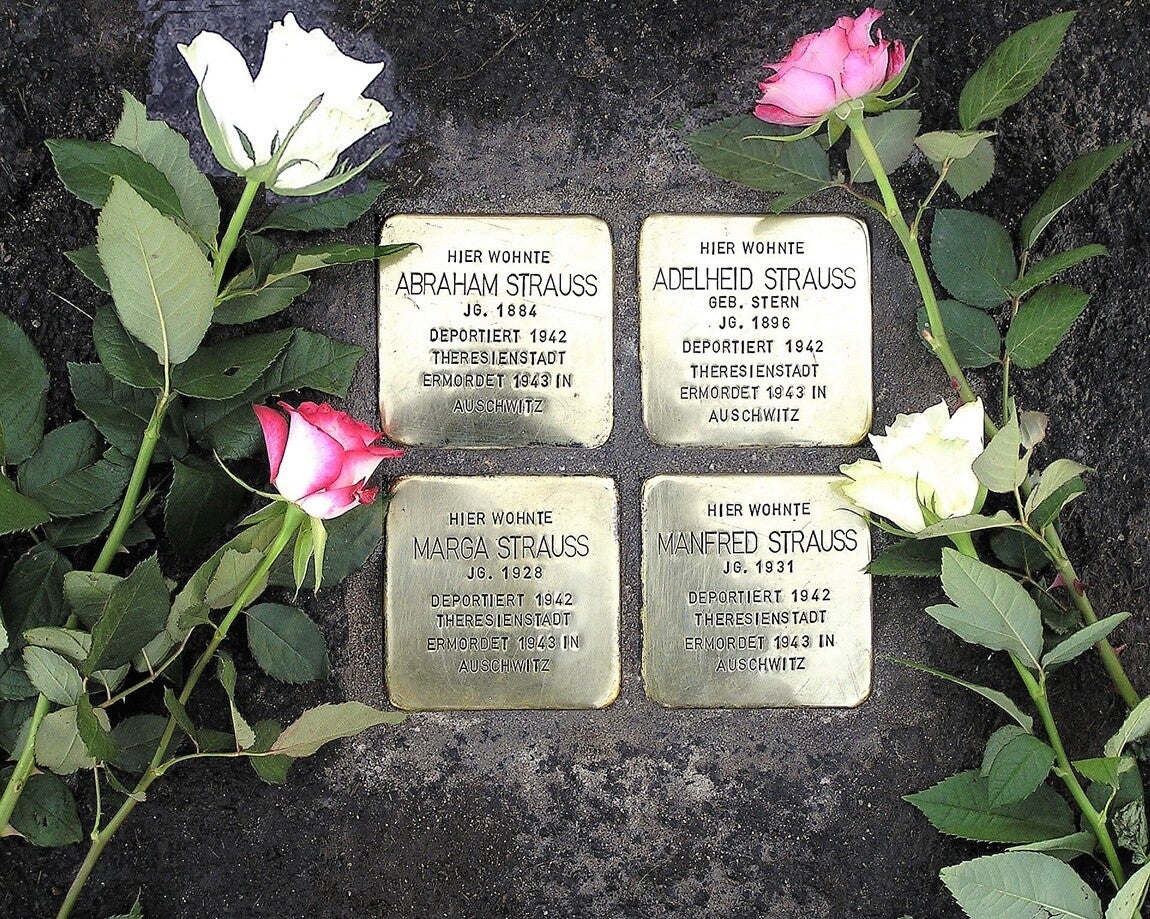 HIER WOHNTE
ABRAHAM STRAUSS
JG. 1884
DEPORTIERT 1942
THERESIENSTADT
ERMORDET 1943 IN
AUSCHWITZ
HIER WOHNTE
ADELHEID STRAUSS
GEB. STERN
JG. 1896
DEPORTIERT 1942
THERESIENSTADT
ERMORDET 1943 IN
AUSCHWITZ
HIER WOHNTE
MARGA STRAUSS
JG. 1928
DEPORTIERT 1942
THERESIENSTADT
ERMORDET 1943 IN
AUSCHWITZ
HIER WOHNTE
MANFRED STRAUSS
JG. 1931
DEPORTIERT 1942
THERESIENSTADT
ERMORDET 1943 IN
AUSCHWITZ